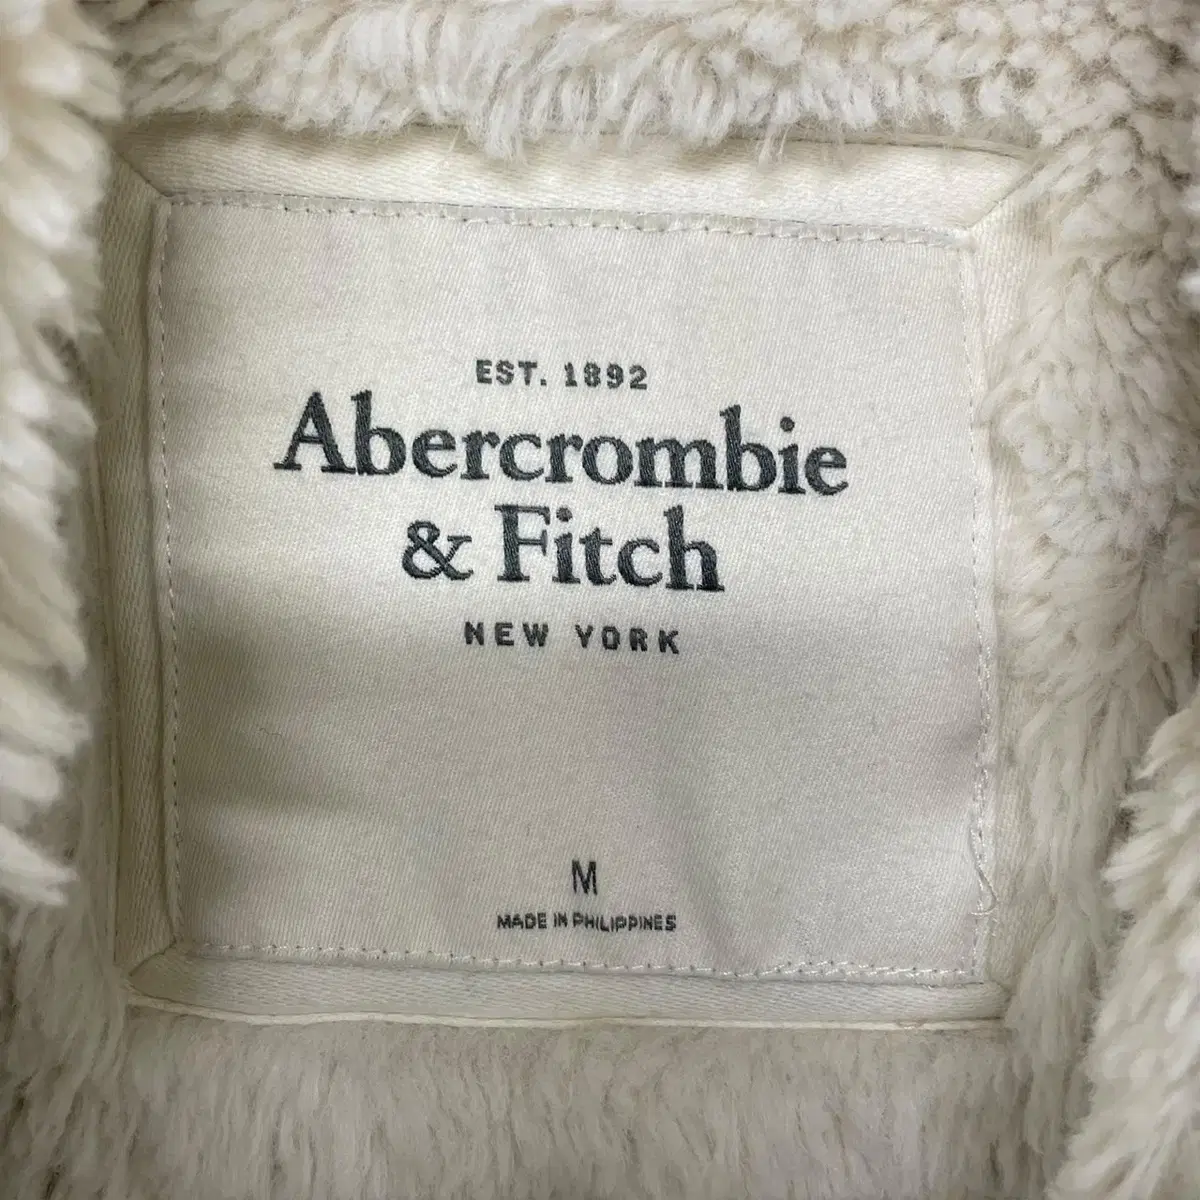 EST. 1892
Abercrombie
& Fitch
NEW YORK
M
MADE IN PHILIPPINES